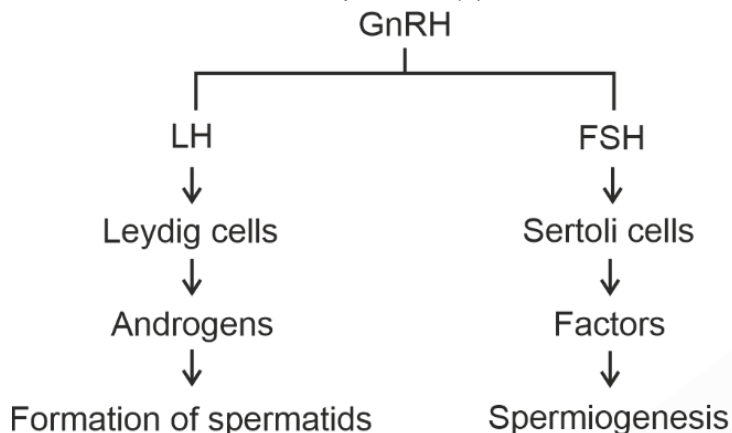 GnRH
LH FSH
Leydig cells Sertoli cells
Androgens Factors
Formation of spermatids Spermiogenesis